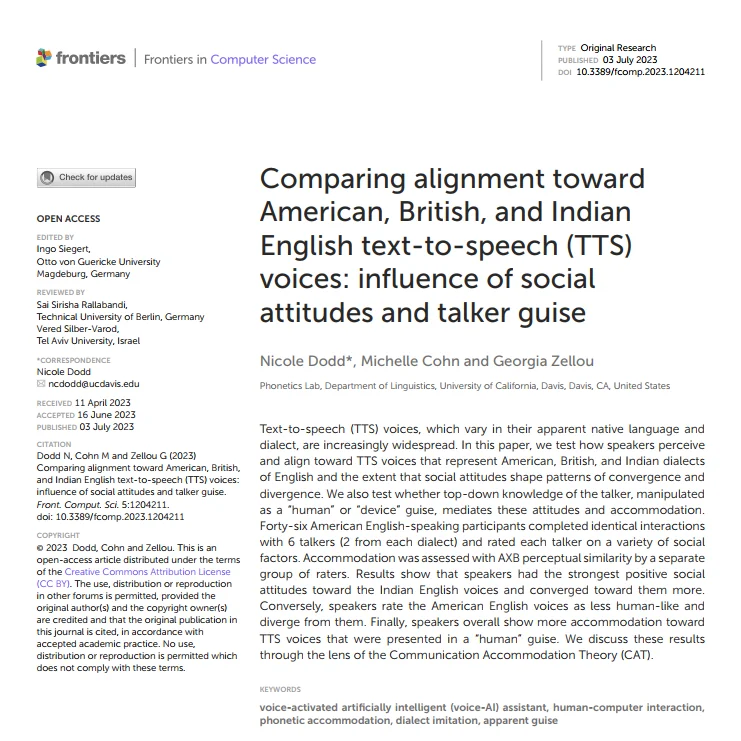 frontiers | Frontiers in Computer Science
TYPE Original Research
PUBLISHED 03 July 2023
DOI 10.3389/fcomp.2023.1204211
Check for updates
OPEN ACCESS
EDITED BY
Ingo Siegert,
Otto von Guericke University
Magdeburg, Germany
REVIEWED BY
Sai Sirisha Rallabandi,
Technical University of Berlin, Germany
Vered Silber-Varod,
Tel Aviv University, Israel
*CORRESPONDENCE
Nicole Dodd
ncdodd@ucdavis.edu
RECEIVED 11 April 2023
ACCEPTED 16 June 2023
PUBLISHED 03 July 2023
CITATION
Dodd N, Cohn M and Zellou G (2023)
Comparing alignment toward American, British,
and Indian English text-to-speech (TTS) voices:
influence of social attitudes and talker guise.
Front. Comput. Sci. 5:1204211.
doi: 10.3389/fcomp.2023.1204211
COPYRIGHT
© 2023 Dodd, Cohn and Zellou. This is an
open-access article distributed under the terms
of the Creative Commons Attribution License
(CC BY). The use, distribution or reproduction
in other forums is permitted, provided the
original author(s) and the copyright owner(s)
are credited and that the original publication in
this journal is cited, in accordance with
accepted academic practice. No use,
distribution or reproduction is permitted which
does not comply with these terms.
Comparing alignment toward
American, British, and Indian
English text-to-speech (TTS)
voices: influence of social
attitudes and talker guise
Nicole Dodd*, Michelle Cohn and Georgia Zellou
Phonetics Lab, Department of Linguistics, University of California, Davis, Davis, CA, United States
Text-to-speech (TTS) voices, which vary in their apparent native language and
dialect, are increasingly widespread. In this paper, we test how speakers perceive
and align toward TTS voices that represent American, British, and Indian dialects
of English and the extent that social attitudes shape patterns of convergence and
divergence. We also test whether top-down knowledge of the talker, manipulated
as a "human" or "device" guise, mediates these attitudes and accommodation.
Forty-six American English-speaking participants completed identical interactions
with 6 talkers (2 from each dialect) and rated each talker on a variety of social
factors. Accommodation was assessed with AXB perceptual similarity by a separate
group of raters. Results show that speakers had the strongest positive social
attitudes toward the Indian English voices and converged toward them more.
Conversely, speakers rate the American English voices as less human-like and
diverge from them. Finally, speakers overall show more accommodation toward
TTS voices that were presented in a "human" guise. We discuss these results
through the lens of the Communication Accommodation Theory (CAT).
KEYWORDS
voice-activated artificially intelligent (voice-AI) assistant, human-computer interaction,
phonetic accommodation, dialect imitation, apparent guise